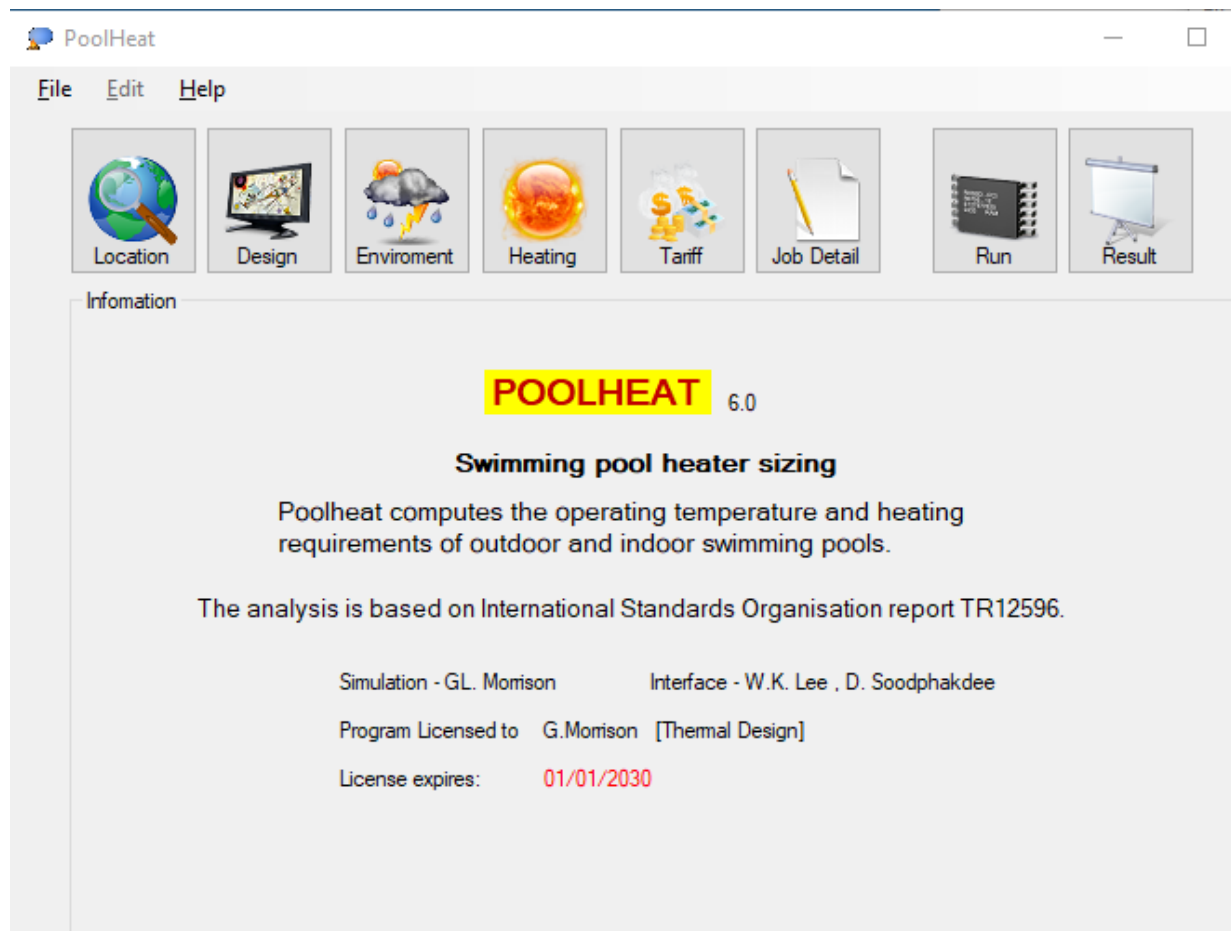 PoolHeat
File Edit Help
Location Design Enviroment Heating Tariff Job Detail Run Result
Infomation
POOLHEAT 6.0
Swimming pool heater sizing
Poolheat computes the operating temperature and heating
requirements of outdoor and indoor swimming pools.
The analysis is based on International Standards Organisation report TR12596.
Simulation - GL. Morrison Interface - W.K. Lee , D. Soodphakdee
Program Licensed to G.Morrison [Thermal Design]
License expires: 01/01/2030